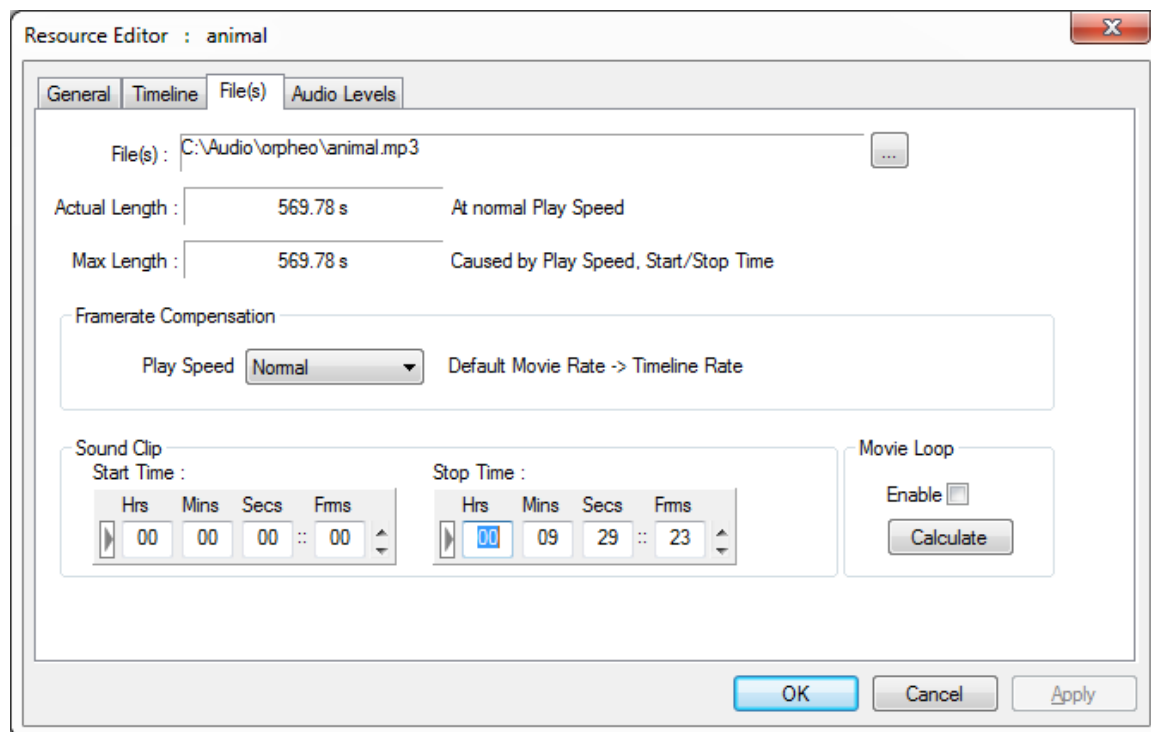 Resource Editor : animal
X
General Timeline File(s) Audio Levels
File(s) : C:\Audio\orpheo\animal.mp3 ...
Actual Length : 569.78 s At normal Play Speed
Max Length : 569.78 s Caused by Play Speed, Start/Stop Time
Framerate Compensation
Play Speed Normal Default Movie Rate -> Timeline Rate
Sound Clip
Start Time :
Hrs Mins Secs Frms
00 00 00 :: 00
Stop Time :
Hrs Mins Secs Frms
00 09 29 :: 23
Movie Loop
Enable
Calculate
OK Cancel Apply